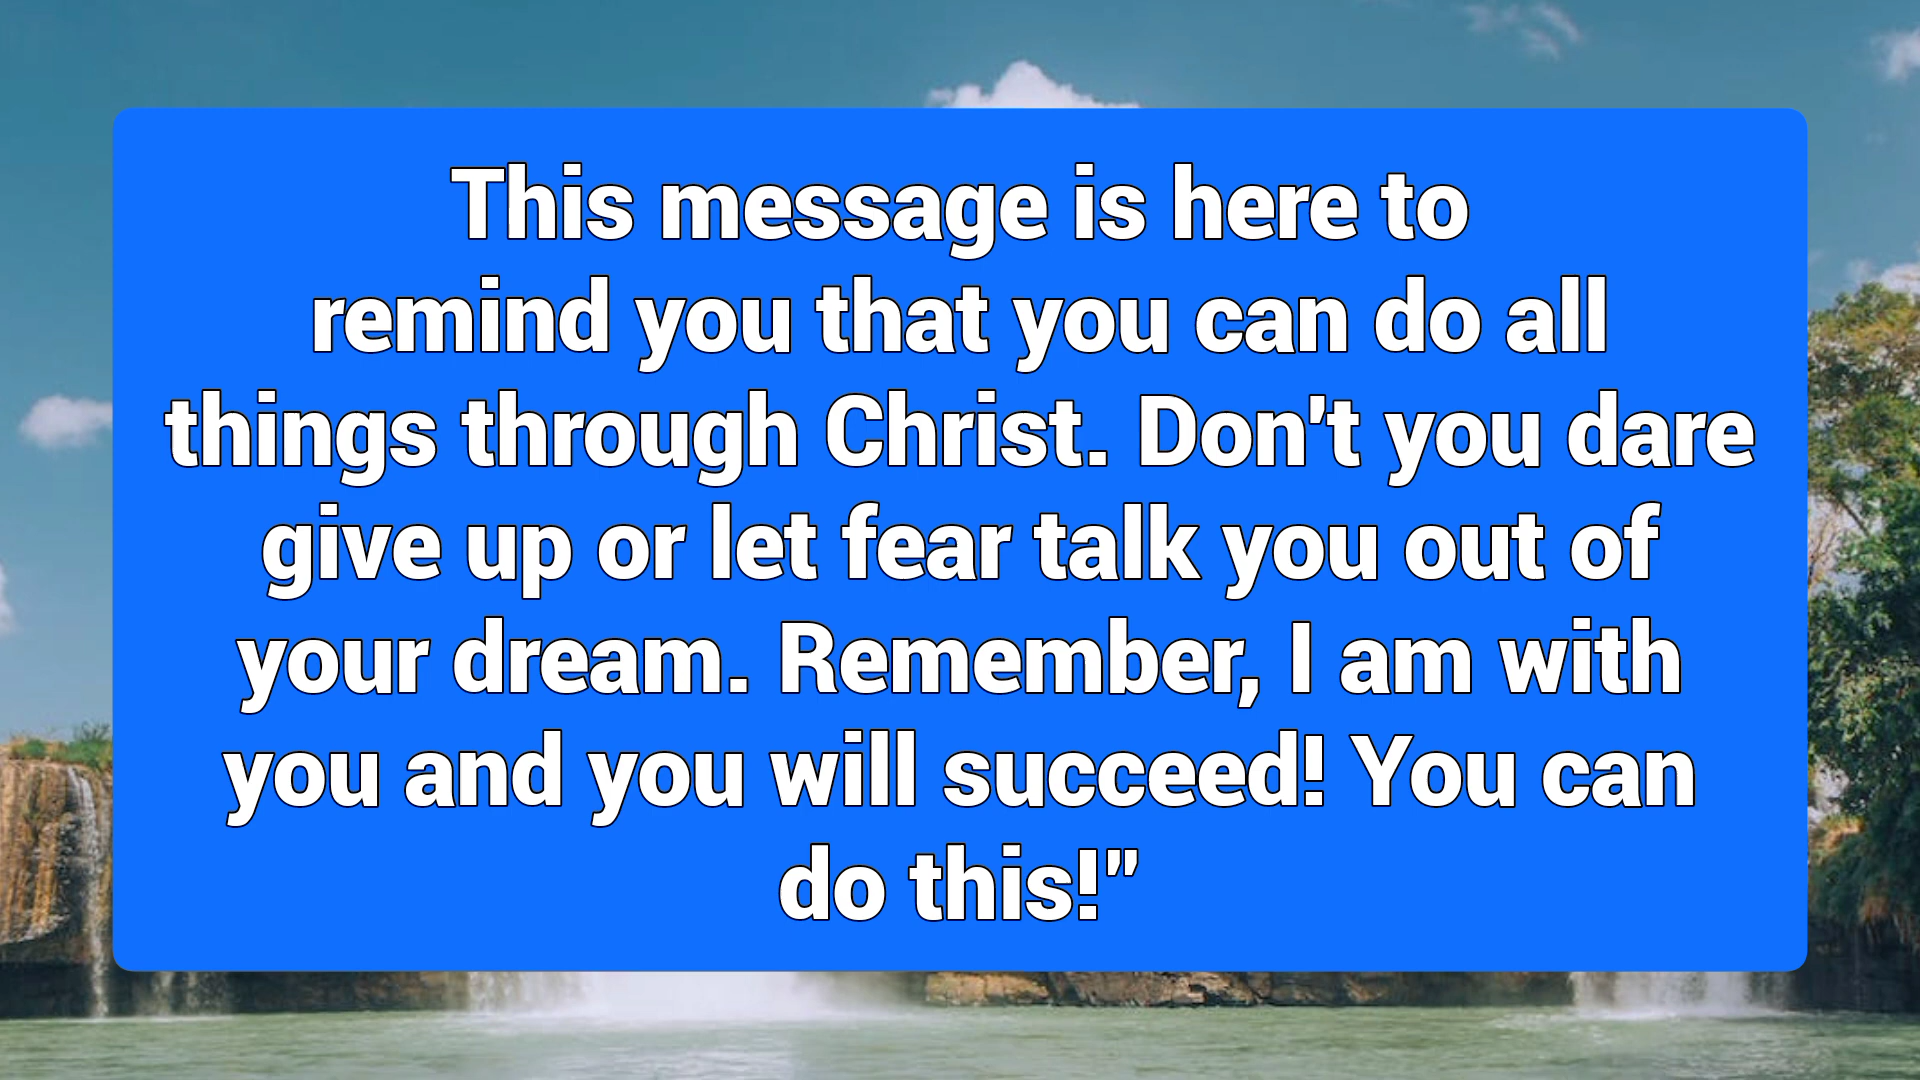 This message is here to
remind you that you can do all
things through Christ. Don't you dare
give up or let fear talk you out of
your dream. Remember, I am with
you and you will succeed! You can
do this!”